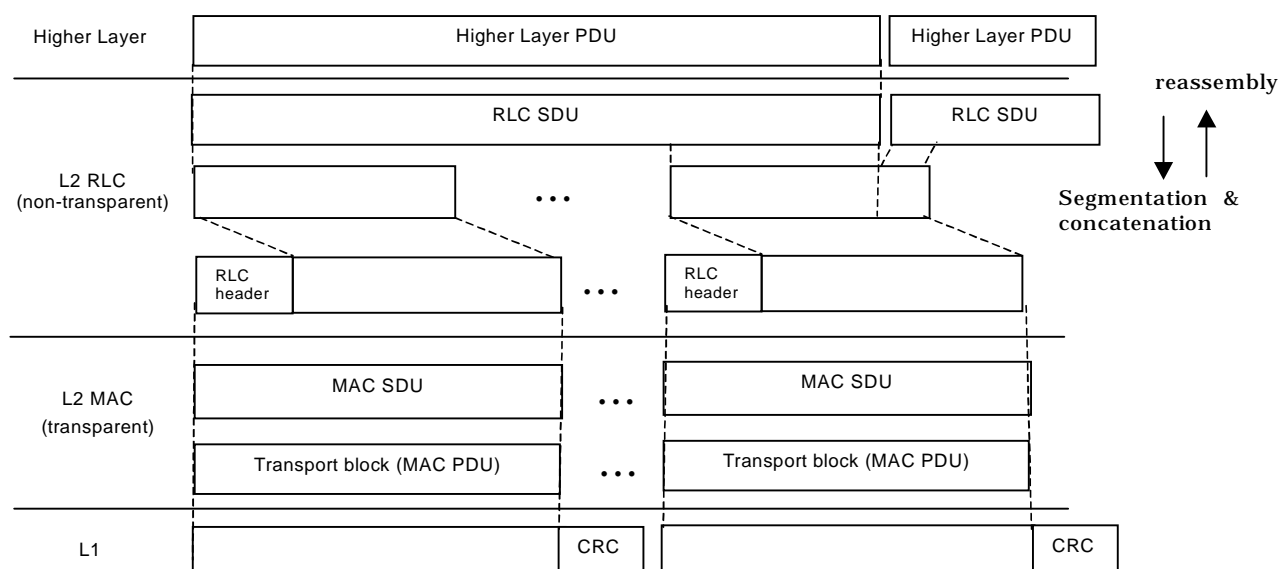 Higher Layer
Higher Layer PDU
Higher Layer PDU
reassembly
RLC SDU
RLC SDU
L2 RLC
(non-transparent)
...
Segmentation &
concatenation
RLC
header
...
RLC
header
MAC SDU
MAC SDU
L2 MAC
(transparent)
...
Transport block (MAC PDU)
...
Transport block (MAC PDU)
L1
CRC
CRC